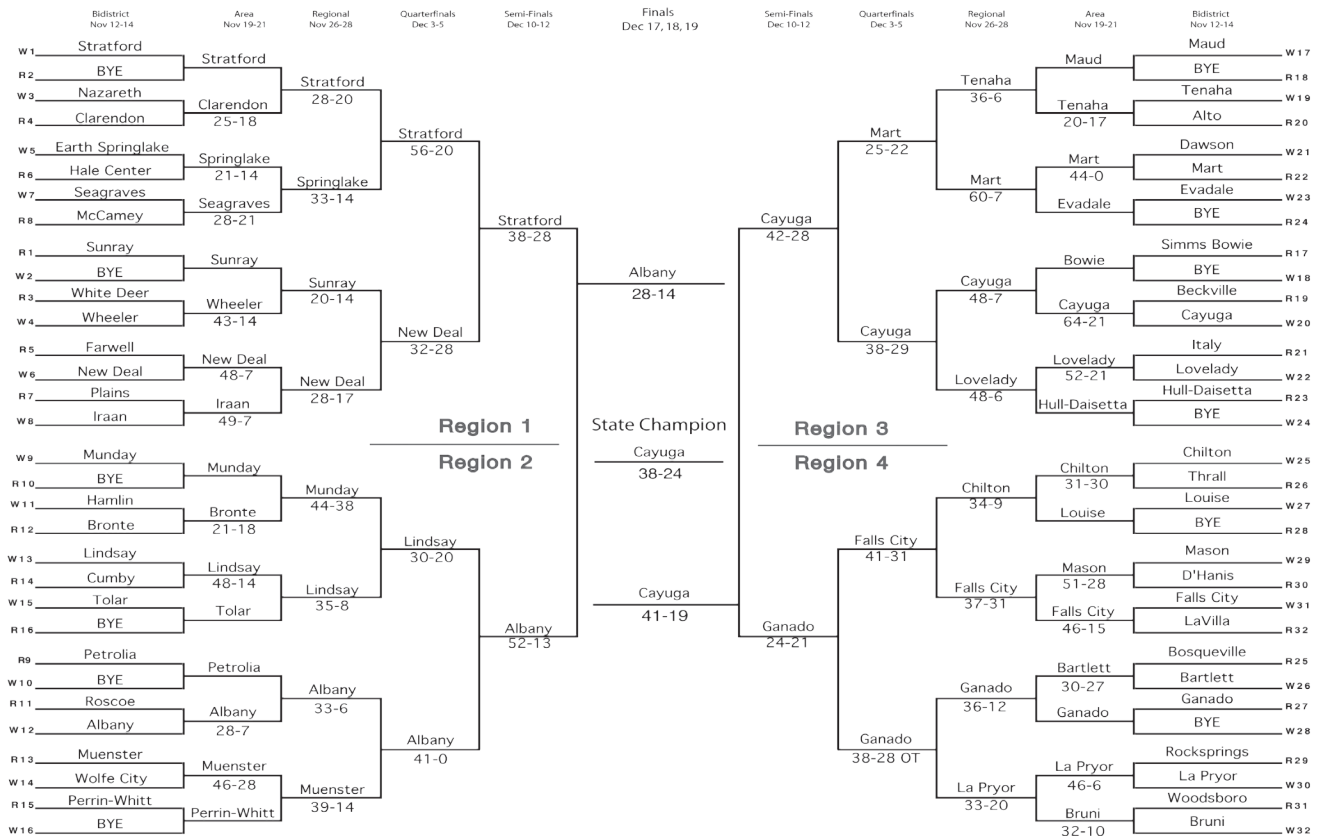 Bidistrict Area Regional Quarterfinals Semi-Finals Finals Semi-Finals Quarterfinals Regional Area Bidistrict
Nov 12-14 Nov 19-21 Nov 26-28 Dec 3-5 Dec 10-12 Dec 17, 18, 19 Dec 10-12 Dec 3-5 Nov 26-28 Nov 19-21 Nov 12-14
W1 Stratford
R2 BYE
W3 Nazareth
R4 Clarendon
W5 Earth Springlake
R6 Hale Center
W7 Seagraves
R8 McCamey
R1 Sunray
W2 BYE
R3 White Deer
W4 Wheeler
R5 Farwell
W6 New Deal
R7 Plains
W8 Iraan
W9 Munday
R10 BYE
W11 Hamlin
R12 Bronte
W13 Lindsay
R14 Cumby
W15 Tolar
R16 BYE
R9 Petrolia
W10 BYE
R11 Roscoe
W12 Albany
R13 Muenster
W14 Wolfe City
R15 Perrin-Whitt
W16 BYE
Stratford
Clarendon
25-18
Springlake
21-14
Seagraves
28-21
Sunray
Wheeler
43-14
New Deal
48-7
Iraan
49-7
Munday
Bronte
21-18
Lindsay
48-14
Tolar
Petrolia
Albany
28-7
Muenster
46-28
Perrin-Whitt
Stratford
28-20
Springlake
33-14
Sunray
20-14
New Deal
28-17
Munday
44-38
Lindsay
35-8
Albany
33-6
Muenster
39-14
Stratford
56-20
New Deal
32-28
Region 1
Region 2
Lindsay
30-20
Albany
41-0
Stratford
38-28
Albany
52-13
Albany
28-14
State Champion
Cayuga
38-24
Cayuga
41-19
Cayuga
42-28
Ganado
24-21
Mart
25-22
Cayuga
38-29
Region 3
Region 4
Falls City
41-31
Ganado
38-28 OT
Tenaha
36-6
Mart
60-7
Cayuga
48-7
Lovelady
48-6
Chilton
34-9
Falls City
37-31
Ganado
36-12
La Pryor
33-20
Maud
Tenaha
20-17
Mart
44-0
Evadale
Bowie
Cayuga
64-21
Lovelady
52-21
Hull-Daisetta
Chilton
31-30
Louise
Mason
51-28
Falls City
46-15
Bartlett
30-27
Ganado
La Pryor
46-6
Bruni
32-10
Maud W17
BYE R18
Tenaha W19
Alto R20
Dawson W21
Mart R22
Evadale W23
BYE R24
Simms Bowie R17
BYE W18
Beckville R19
Cayuga W20
Italy R21
Lovelady W22
Hull-Daisetta R23
BYE W24
Chilton W25
Thrall R26
Louise W27
BYE R28
Mason W29
D'Hanis R30
Falls City W31
LaVilla R32
Bosqueville R25
Bartlett W26
Ganado R27
BYE W28
Rocksprings R29
La Pryor W30
Woodsboro R31
Bruni W32